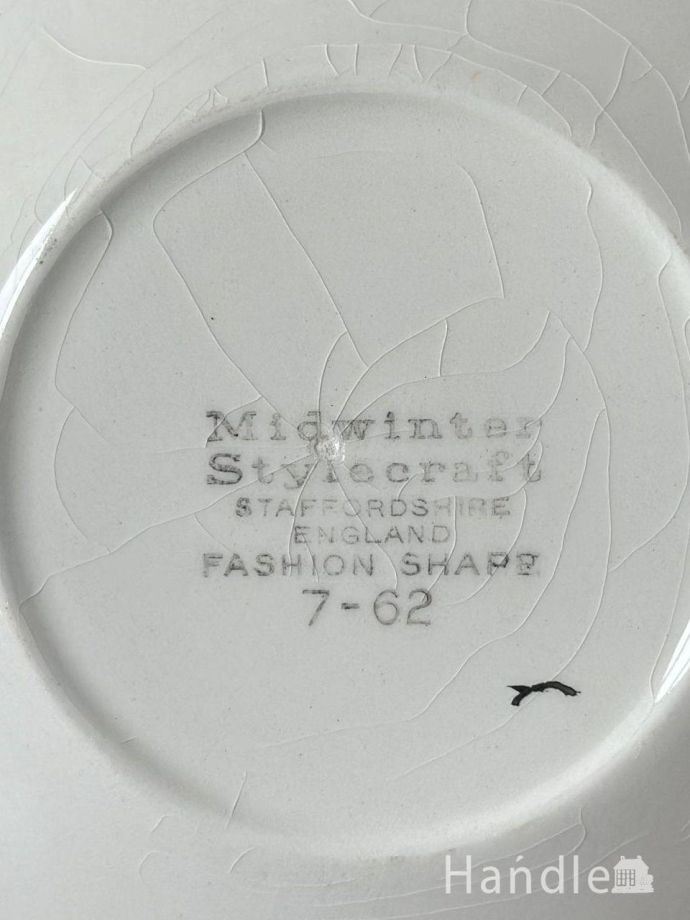 Midwinter
Stylecraft
STAFFORDSHIRE
ENGLAND
FASHION SHAPE
7-62
Handle